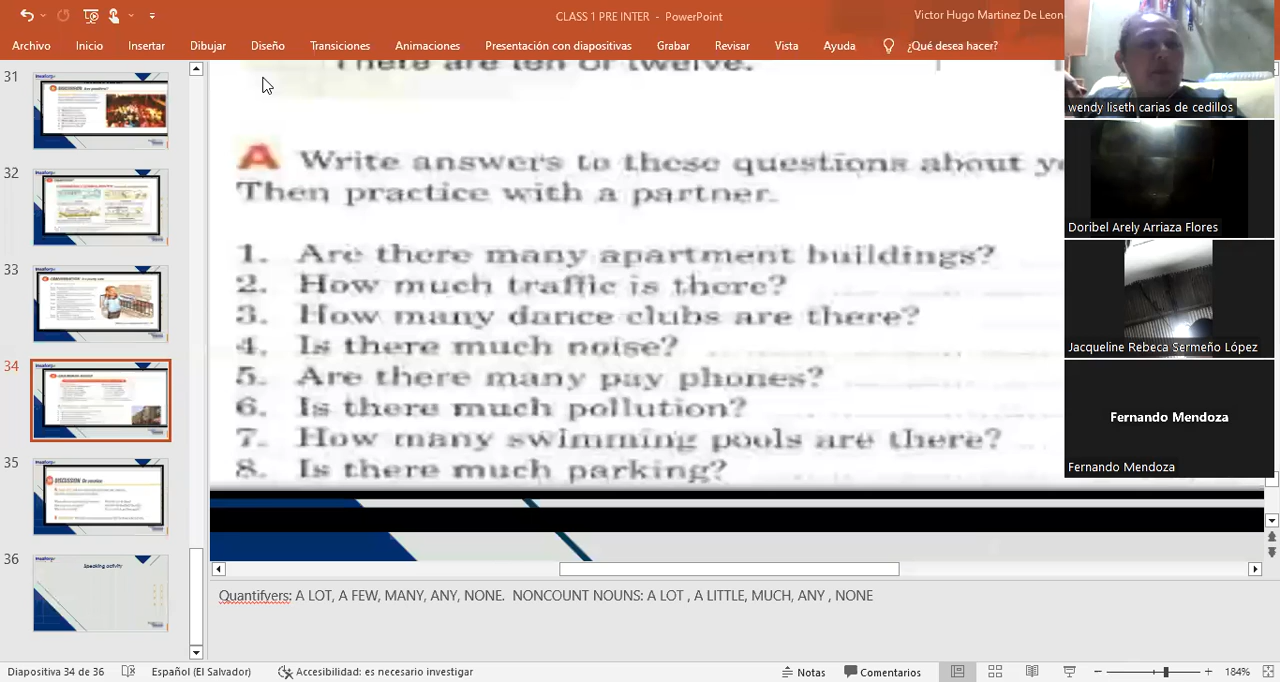 CLASS 1 PRE INTER - PowerPoint
Victor Hugo Martinez De Leon
Archivo Inicio Insertar Dibujar Diseño Transiciones Animaciones Presentación con diapositivas Grabar Revisar Vista Ayuda ¿Qué desea hacer?
31
32
33
34
35
36
Speaking activity
There are ten or twelve.
A Write answers to these questions about
Then practice with a partner.
1. Are there many apartment buildings?
2. How much traffic is there?
3. How many dance clubs are there?
4. Is there much noise?
5. Are there many pay phones?
6. Is there much pollution?
7. How many swimming pools are there?
8. Is there much parking?
wendy liseth carias de cedillos
Doribel Arely Arriaza Flores
Jacqueline Rebeca Sermeño López
Fernando Mendoza
Fernando Mendoza
Quantifyers: A LOT, A FEW, MANY, ANY, NONE. NONCOUNT NOUNS: A LOT , A LITTLE, MUCH, ANY , NONE
Diapositiva 34 de 36 Español (El Salvador) Accesibilidad: es necesario investigar Notas Comentarios 184%